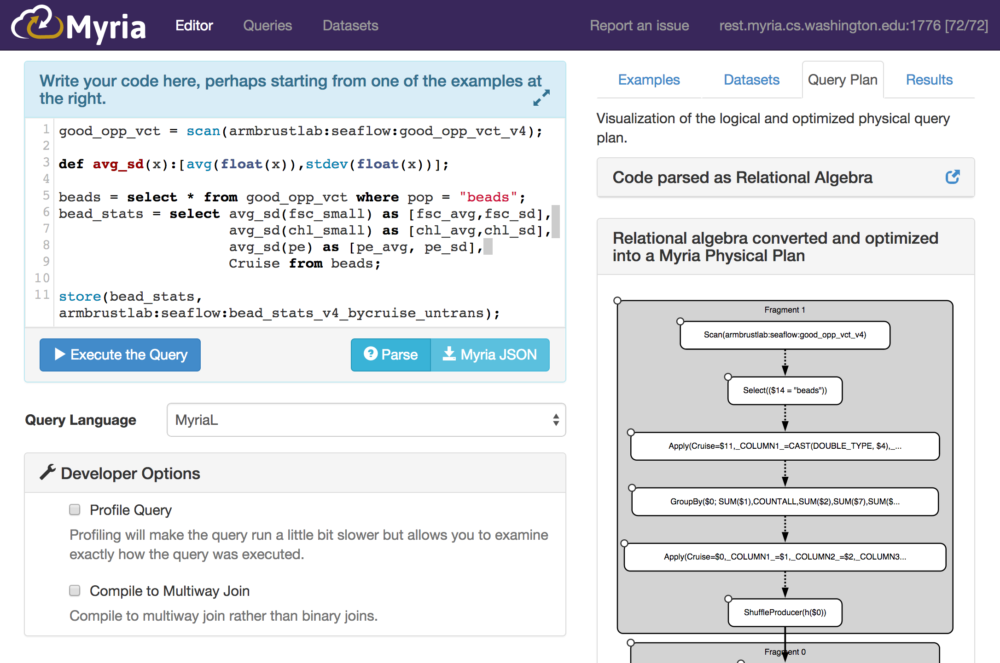 Myria
Editor
Queries
Datasets
Report an issue
rest.myria.cs.washington.edu:1776 [72/72]
Write your code here, perhaps starting from one of the examples at
the right.
1 good_opp_vct = scan(armbrustlab:seaflow:good_opp_vct_v4);
2
3 def avg_sd(x):[avg(float(x)),stdev(float(x))];
4
5 beads = select * from good_opp_vct where pop = "beads";
6 bead_stats = select avg_sd(fsc_small) as [fsc_avg,fsc_sd],
7 avg_sd(chl_small) as [chl_avg,chl_sd],
8 avg_sd(pe) as [pe_avg, pe_sd],
9 Cruise from beads;
10
11 store(bead_stats,
armbrustlab:seaflow:bead_stats_v4_bycruise_untrans);
Execute the Query
Parse
Myria JSON
Query Language
MyriaL
Developer Options
Profile Query
Profiling will make the query run a little bit slower but allows you to examine
exactly how the query was executed.
Compile to Multiway Join
Compile to multiway join rather than binary joins.
Examples
Datasets
Query Plan
Results
Visualization of the logical and optimized physical query
plan.
Code parsed as Relational Algebra
Relational algebra converted and optimized
into a Myria Physical Plan
Fragment 1
Scan(armbrustlab:seaflow:good_opp_vct_v4)
Select(($14 = "beads"))
Apply(Cruise=$11,_COLUMN1_=CAST(DOUBLE_TYPE, $4),_...
GroupBy($0; SUM($1),COUNTALL,SUM($2),SUM($7),SUM($...
Apply(Cruise=$0,_COLUMN1_=$1,_COLUMN2_=$2,_COLUMN3...
ShuffleProducer(h($0))
Fragment 0